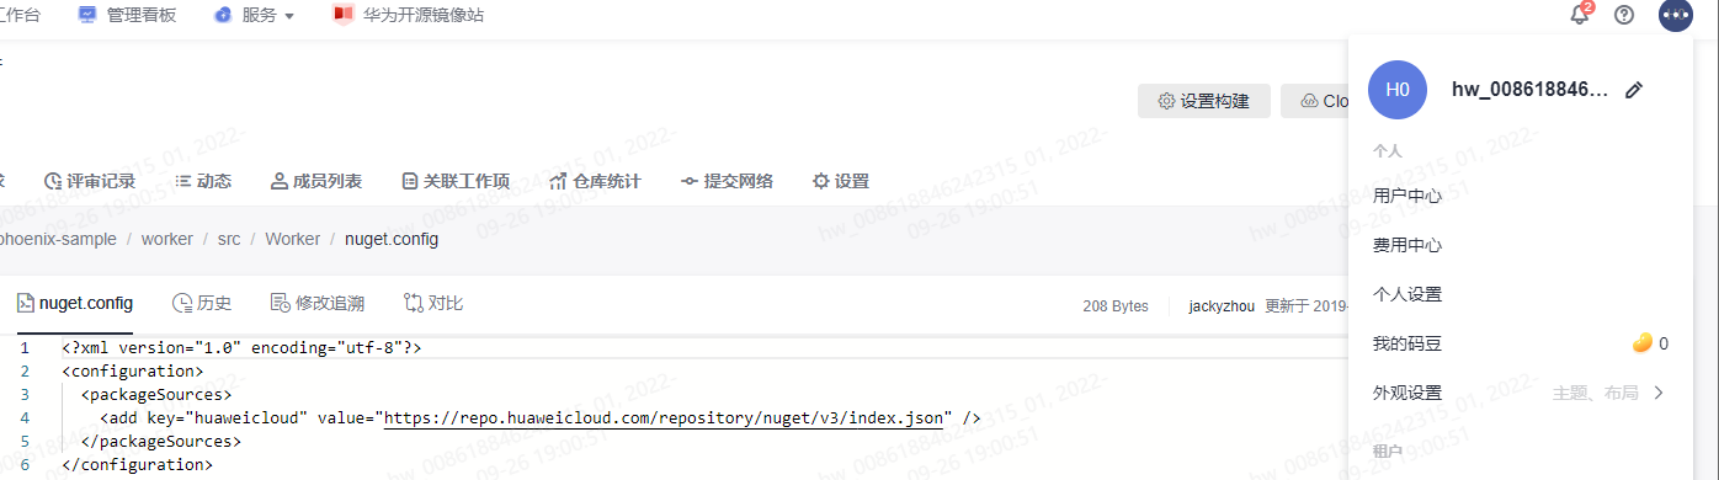 工作台 管理看板 服务 华为开源镜像站 2
设置构建 Clo
H0 hw_008618846...
个人
评审记录 动态 成员列表 关联工作项 仓库统计 提交网络 设置
用户中心
phoenix-sample / worker / src / Worker / nuget.config
费用中心
nuget.config 历史 修改追溯 对比 208 Bytes jackyzhou 更新于 2019-
个人设置
1 <?xml version="1.0" encoding="utf-8"?>
我的码豆 0
2 <configuration>
3 <packageSources>
外观设置 主题、布局
4 <add key="huaweicloud" value="https://repo.huaweicloud.com/repository/nuget/v3/index.json" />
5 </packageSources>
租户
6 </configuration>
hw_008618846242315_01, 2022-
09-26 19:00:51